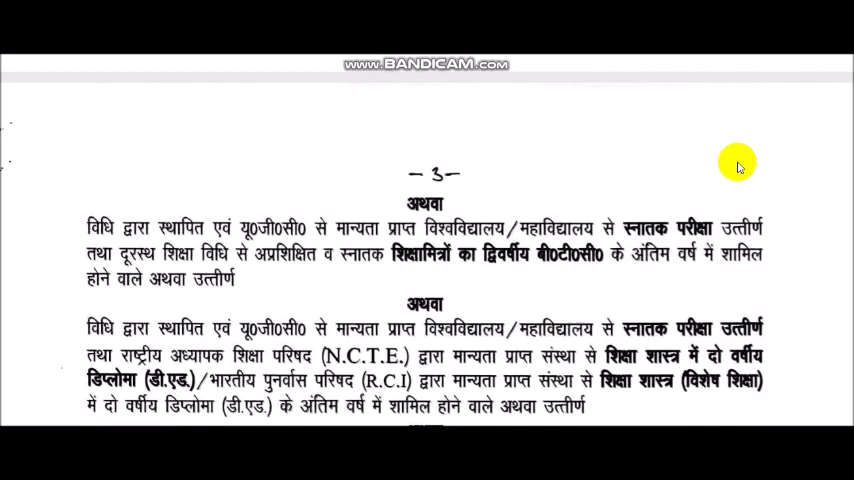 www.BANDICAM.com
- 3 -
अथवा
विधि द्वारा स्थापित एवं यू0जी0सी0 से मान्यता प्राप्त विश्वविद्यालय/महाविद्यालय से स्नातक परीक्षा उत्तीर्ण
तथा दूरस्थ शिक्षा विधि से अप्रशिक्षित व स्नातक शिक्षामित्रों का द्विवर्षीय बी0टी0सी0 के अंतिम वर्ष में शामिल
होने वाले अथवा उत्तीर्ण
अथवा
विधि द्वारा स्थापित एवं यू0जी0सी0 से मान्यता प्राप्त विश्वविद्यालय/महाविद्यालय से स्नातक परीक्षा उत्तीर्ण
तथा राष्ट्रीय अध्यापक शिक्षा परिषद (N.C.T.E.) द्वारा मान्यता प्राप्त संस्था से शिक्षा शास्त्र में दो वर्षीय
डिप्लोमा (डी.एड.)/भारतीय पुनर्वास परिषद (R.C.I) द्वारा मान्यता प्राप्त संस्था से शिक्षा शास्त्र (विशेष शिक्षा)
में दो वर्षीय डिप्लोमा (डी.एड.) के अंतिम वर्ष में शामिल होने वाले अथवा उत्तीर्ण